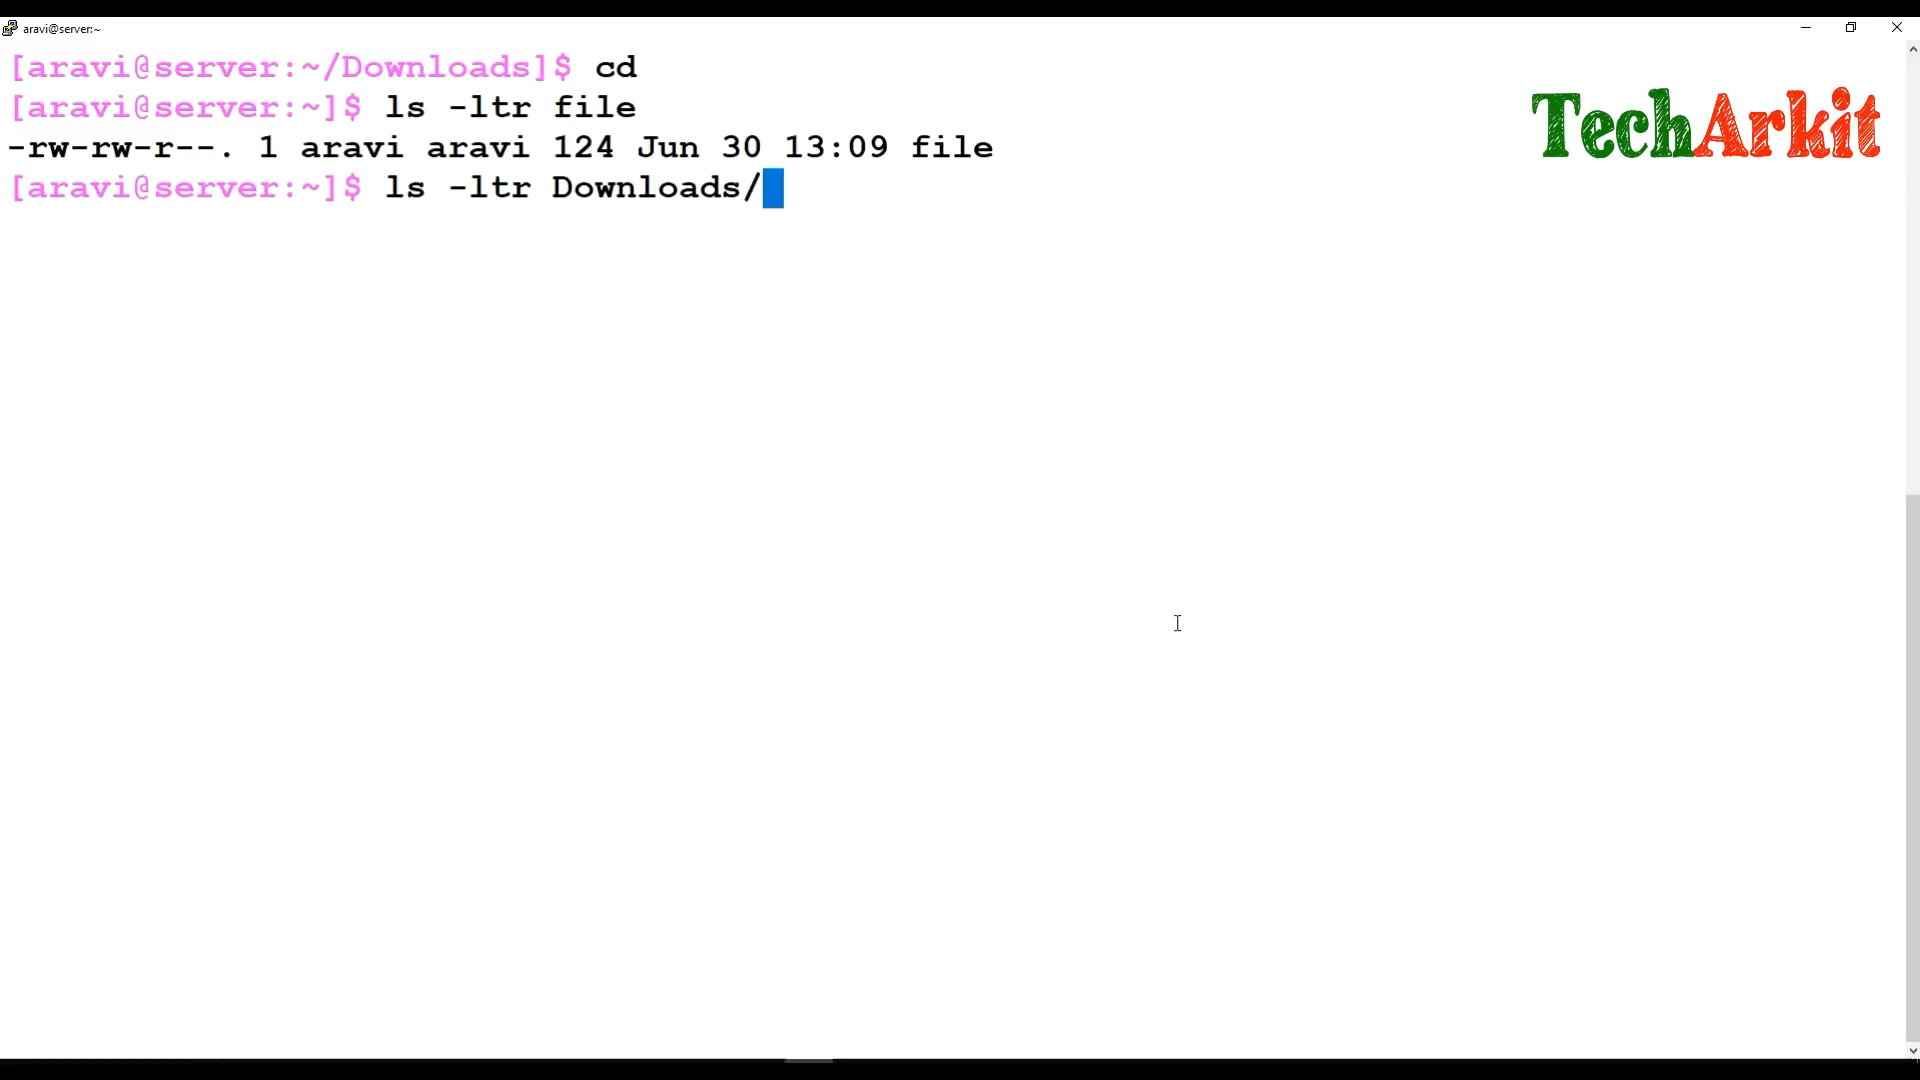 aravi@server:~
[aravi@server:~/Downloads]$ cd
[aravi@server:~]$ ls -ltr file
-rw-rw-r--. 1 aravi aravi 124 Jun 30 13:09 file
[aravi@server:~]$ ls -ltr Downloads/
TechArkit